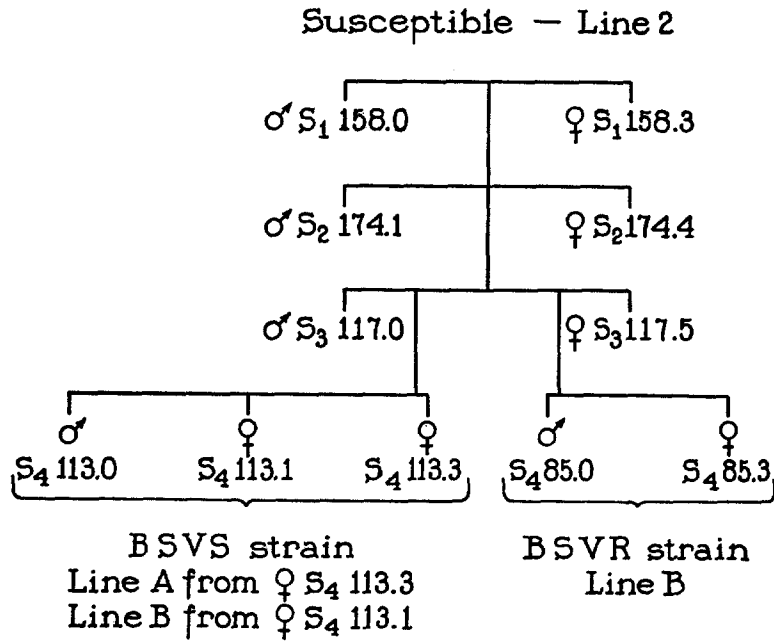 Susceptible — Line 2
♂ S₁ 158.0 ♀ S₁ 158.3
♂ S₂ 174.1 ♀ S₂ 174.4
♂ S₃ 117.0 ♀ S₃ 117.5
♂ ♀ ♀ ♂ ♀
S₄ 113.0 S₄ 113.1 S₄ 113.3 S₄ 85.0 S₄ 85.3
BSVS strain BSVR strain
Line A from ♀ S₄ 113.3 Line B
Line B from ♀ S₄ 113.1